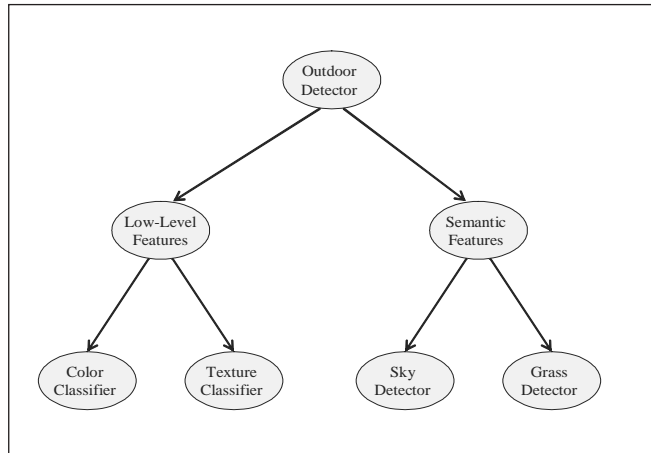 Outdoor
Detector
Low-Level
Features
Semantic
Features
Color
Classifier
Texture
Classifier
Sky
Detector
Grass
Detector